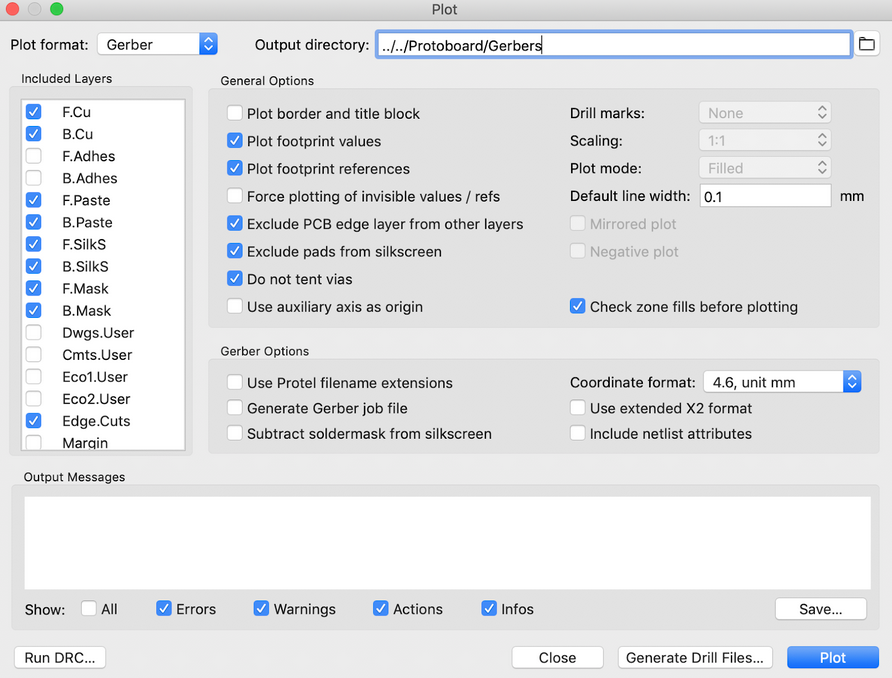 Plot
Plot format: Gerber Output directory: ../../Protoboard/Gerbers
Included Layers
F.Cu
B.Cu
F.Adhes
B.Adhes
F.Paste
B.Paste
F.SilkS
B.SilkS
F.Mask
B.Mask
Dwgs.User
Cmts.User
Eco1.User
Eco2.User
Edge.Cuts
Margin
General Options
Plot border and title block
Plot footprint values
Plot footprint references
Force plotting of invisible values / refs
Exclude PCB edge layer from other layers
Exclude pads from silkscreen
Do not tent vias
Use auxiliary axis as origin
Drill marks: None
Scaling: 1:1
Plot mode: Filled
Default line width: 0.1 mm
Mirrored plot
Negative plot
Check zone fills before plotting
Gerber Options
Use Protel filename extensions
Generate Gerber job file
Subtract soldermask from silkscreen
Coordinate format: 4.6, unit mm
Use extended X2 format
Include netlist attributes
Output Messages
Show: All Errors Warnings Actions Infos Save...
Run DRC... Close Generate Drill Files... Plot